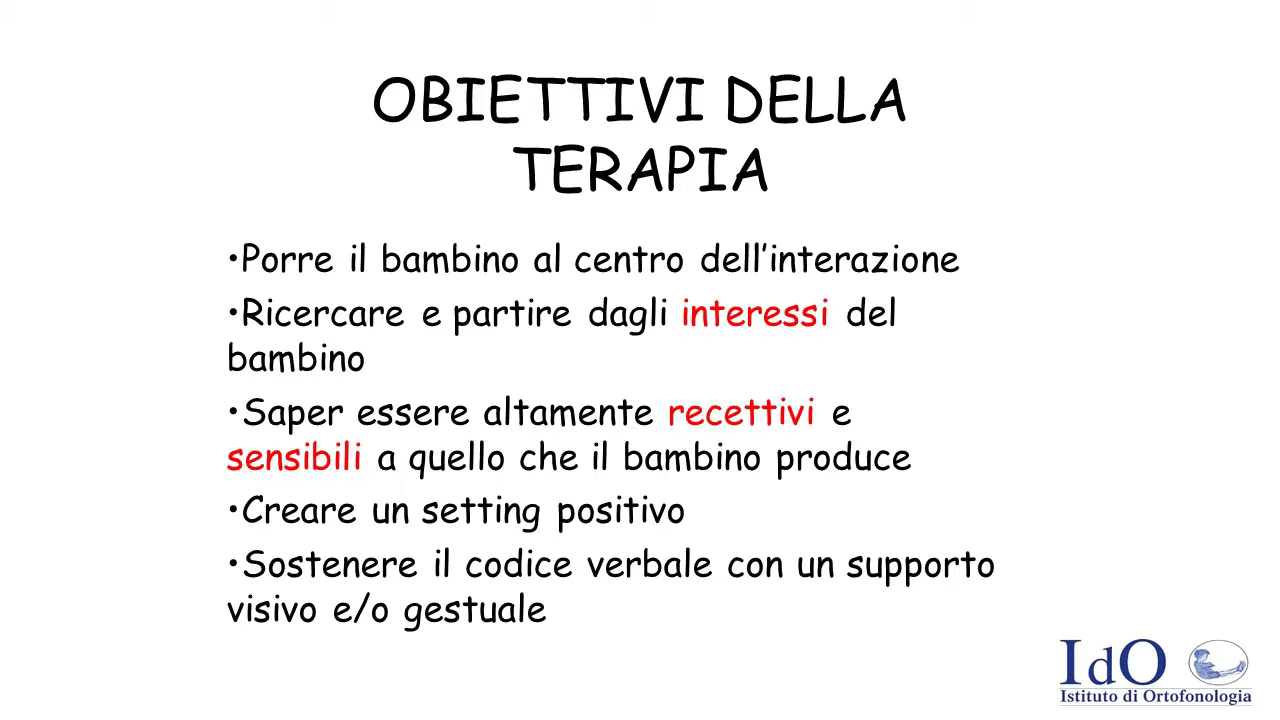 OBIETTIVI DELLA
TERAPIA
•Porre il bambino al centro dell’interazione
•Ricercare e partire dagli interessi del
bambino
•Saper essere altamente recettivi e
sensibili a quello che il bambino produce
•Creare un setting positivo
•Sostenere il codice verbale con un supporto
visivo e/o gestuale
IdO
Istituto di Ortofonologia